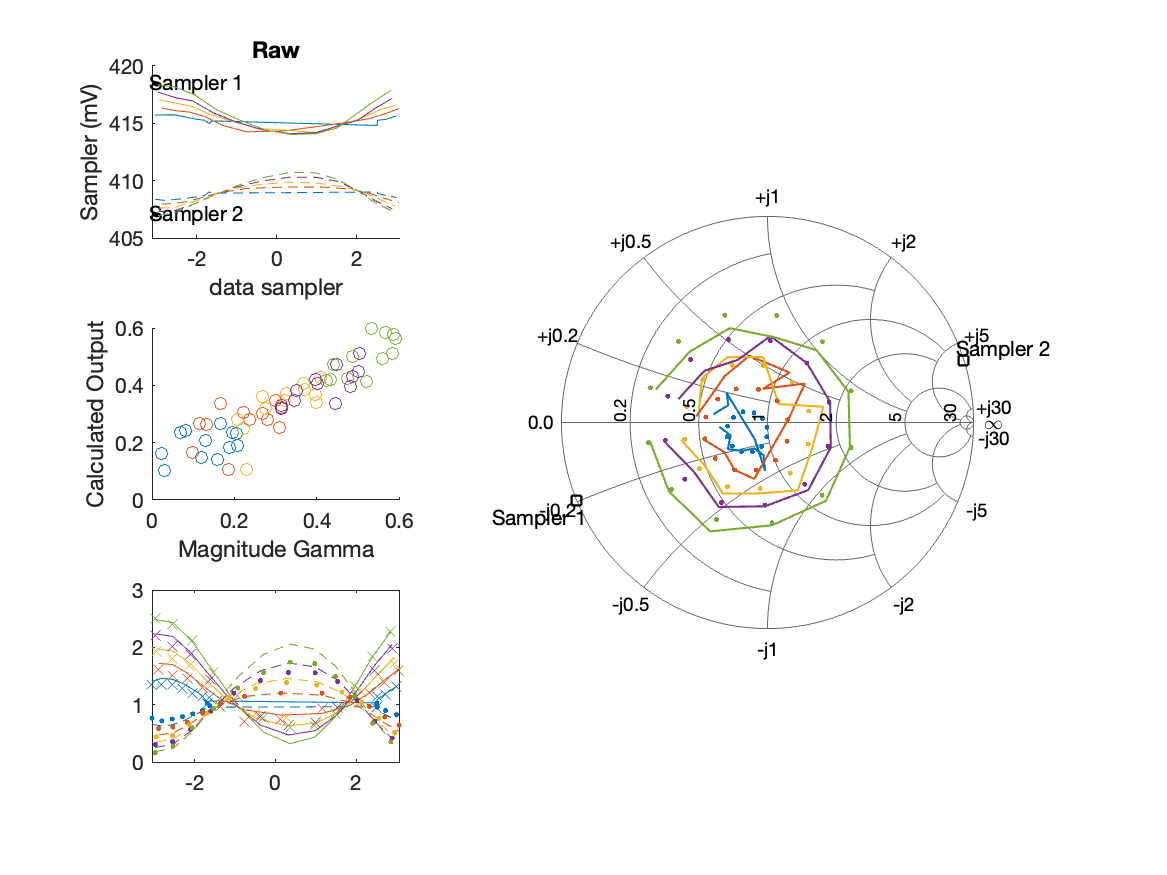 Raw
420
415
410
405
Sampler (mV)
Sampler 1
Sampler 2
-2 0 2
data sampler
0.6
0.4
0.2
0
Calculated Output
0 0.2 0.4 0.6
Magnitude Gamma
3
2
1
0
-2 0 2
+j1
+j0.5 +j2
+j0.2 +j5
Sampler 2
0.0 0.2 0.5 1 2 5 30 +j30
∞
-j30
-j0.2 -j5
Sampler 1
-j0.5 -j2
-j1